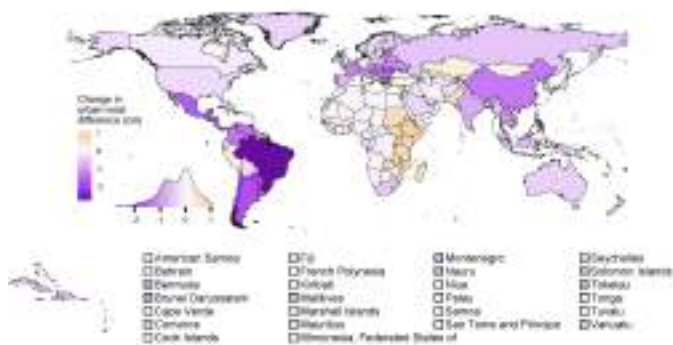 Change in
urban-rural
difference (cm)
American Samoa
Bahrain
Bermuda
Brunei Darussalam
Cape Verde
Comoros
Cook Islands
Fiji
French Polynesia
Kiribati
Maldives
Marshall Islands
Mauritius
Micronesia, Federated States of
Montenegro
Nauru
Niue
Palau
Samoa
Sao Tome and Principe
Seychelles
Solomon Islands
Tokelau
Tonga
Tuvalu
Vanuatu